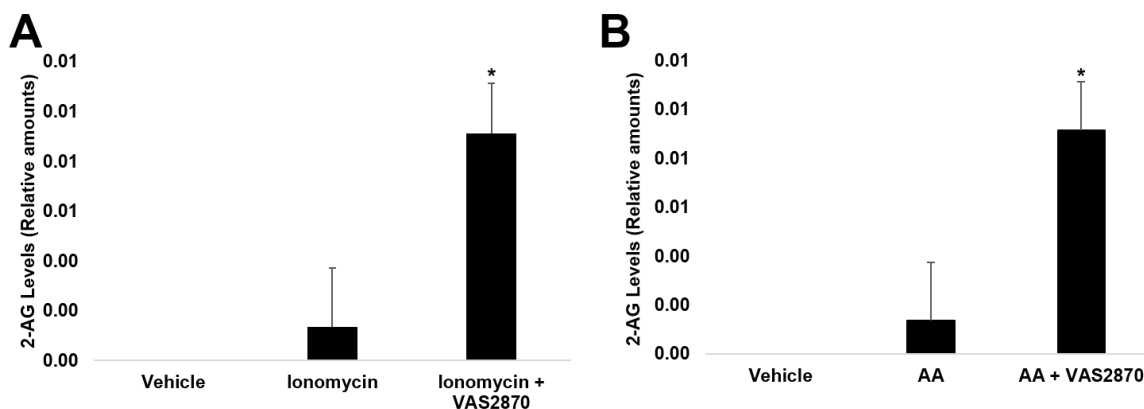 A
2-AG Levels (Relative amounts)
0.01
0.01
0.01
0.01
0.00
0.00
0.00
*
Vehicle
Ionomycin
Ionomycin +
VAS2870
B
2-AG Levels (Relative amounts)
0.01
0.01
0.01
0.01
0.00
0.00
0.00
*
Vehicle
AA
AA + VAS2870